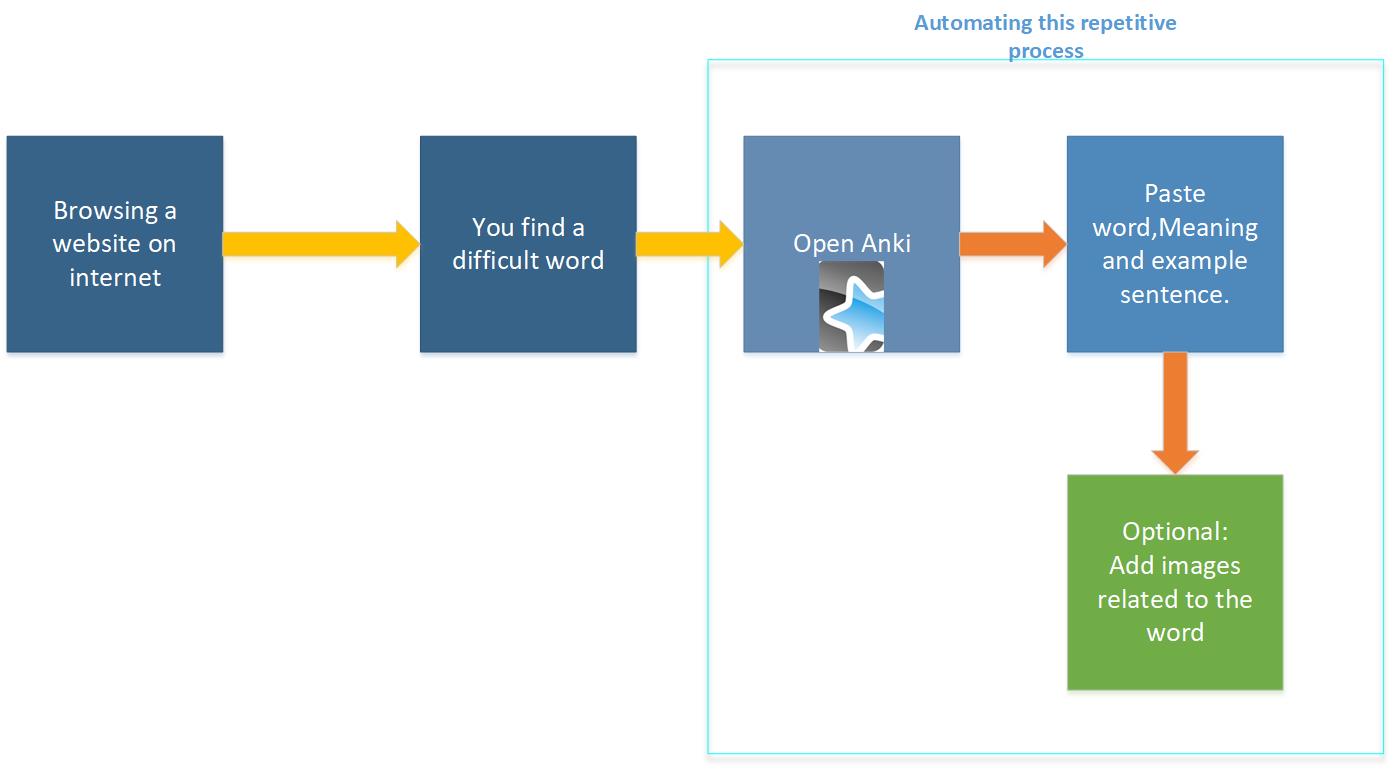 Automating this repetitive
process
Browsing a
website on
internet
You find a
difficult word
Open Anki
Paste
word,Meaning
and example
sentence.
Optional:
Add images
related to the
word